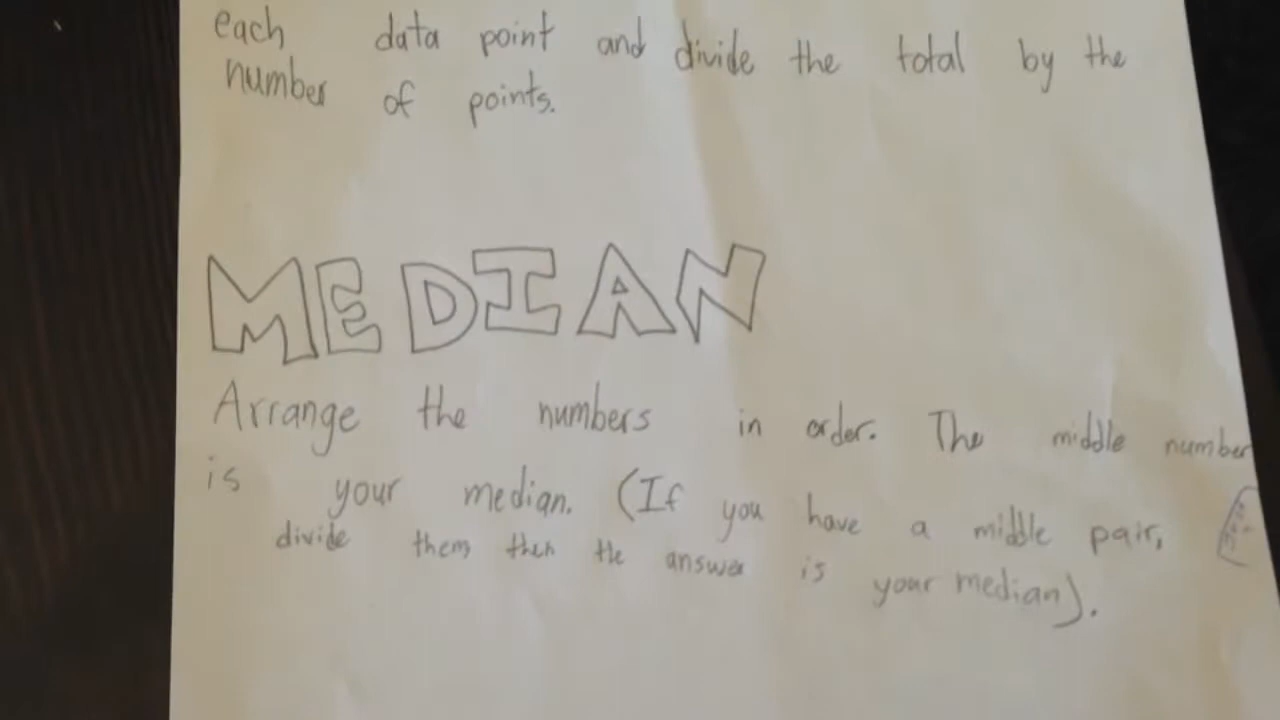 each data point and divide the total by the
number of points.
MEDIAN
Arrange the numbers in order. The middle number
is your median. (If you have a middle pair,
divide them, then the answer is your median).